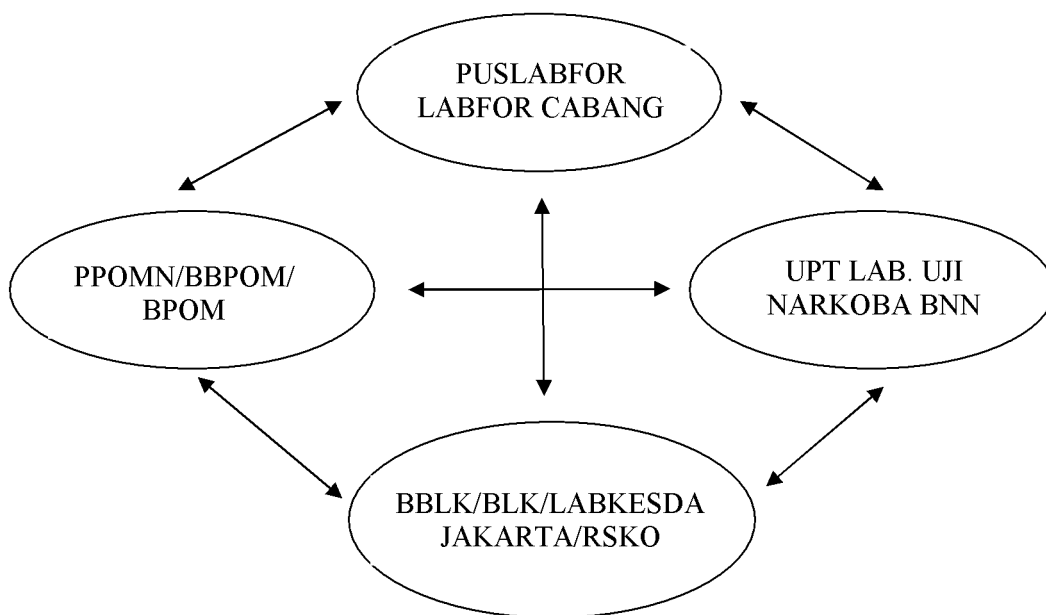 PUSLABFOR
LABFOR CABANG
PPOMN/BBPOM/
BPOM
UPT LAB. UJI
NARKOBA BNN
BBLK/BLK/LABKESDA
JAKARTA/RSKO